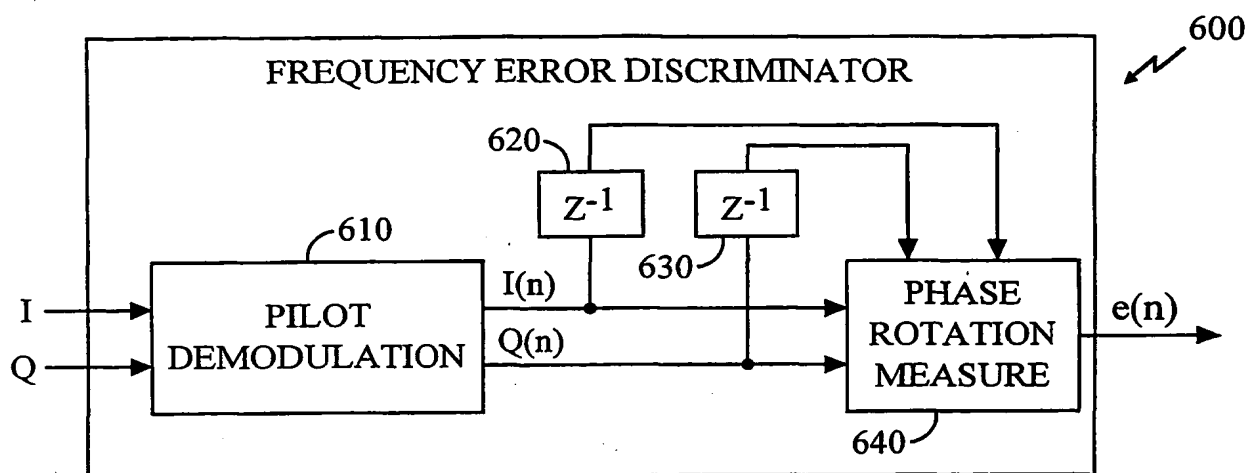 600
FREQUENCY ERROR DISCRIMINATOR
620
Z-1
Z-1
630
610
I
Q
PILOT
DEMODULATION
I(n)
Q(n)
PHASE
ROTATION
MEASURE
e(n)
640